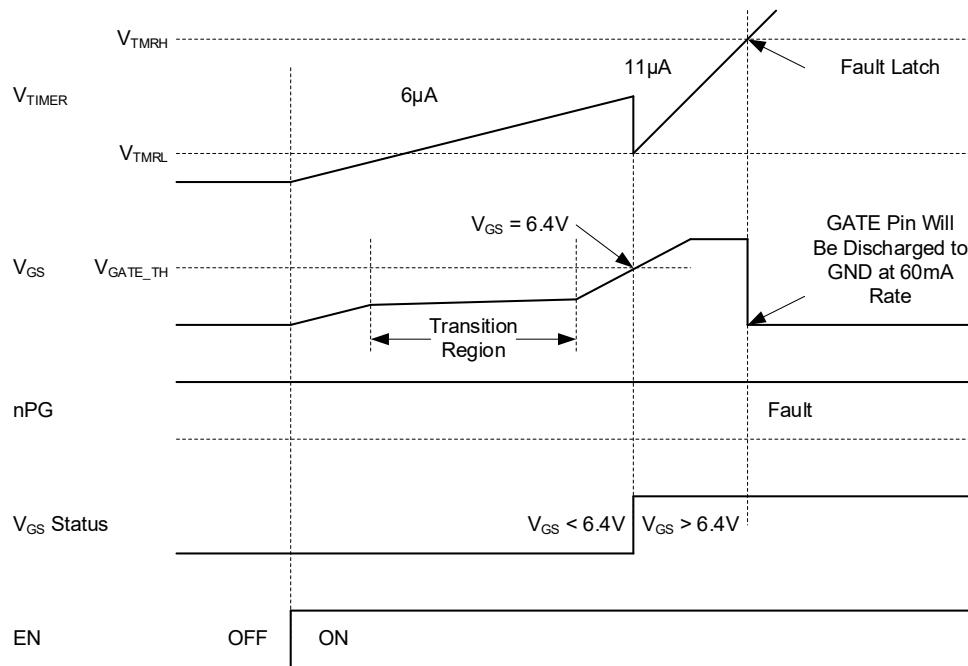 V_TMRH
11µA
Fault Latch
V_TIMER
6µA
V_TMRL
V_GS = 6.4V
GATE Pin Will
Be Discharged to
GND at 60mA
Rate
V_GS
V_GATE_TH
Transition
Region
nPG
Fault
V_GS Status
V_GS < 6.4V
V_GS > 6.4V
EN
OFF
ON